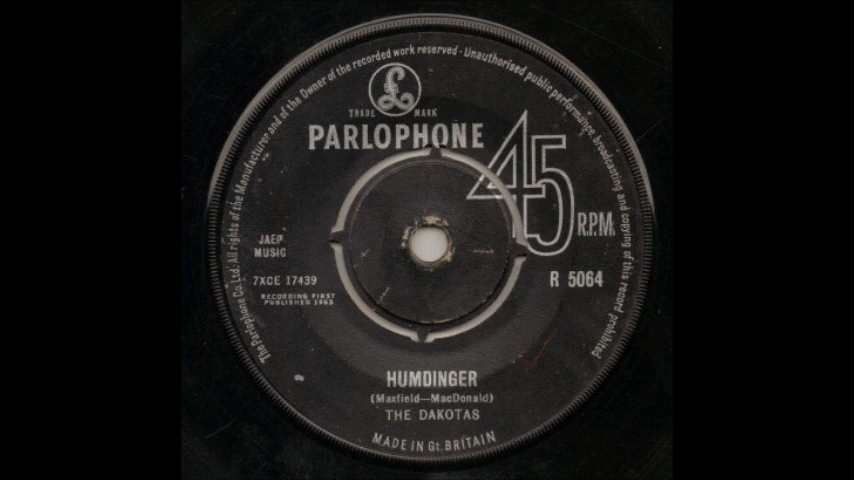 The Parlophone Co. Ltd. All rights of the Manufacturer and of the Owner of the recorded work reserved - Unauthorised public performance, broadcasting and copying of this record prohibited
£
TRADE MARK
PARLOPHONE
45
R.P.M.
JAEP
MUSIC
7XCE 17439
R 5064
RECORDING FIRST
PUBLISHED 1963
HUMDINGER
(Maxfield—MacDonald)
THE DAKOTAS
MADE IN Gt. BRITAIN